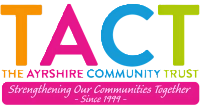 TACT
THE AYRSHIRE COMMUNITY TRUST
Strengthening Our Communities Together
- Since 1999 -